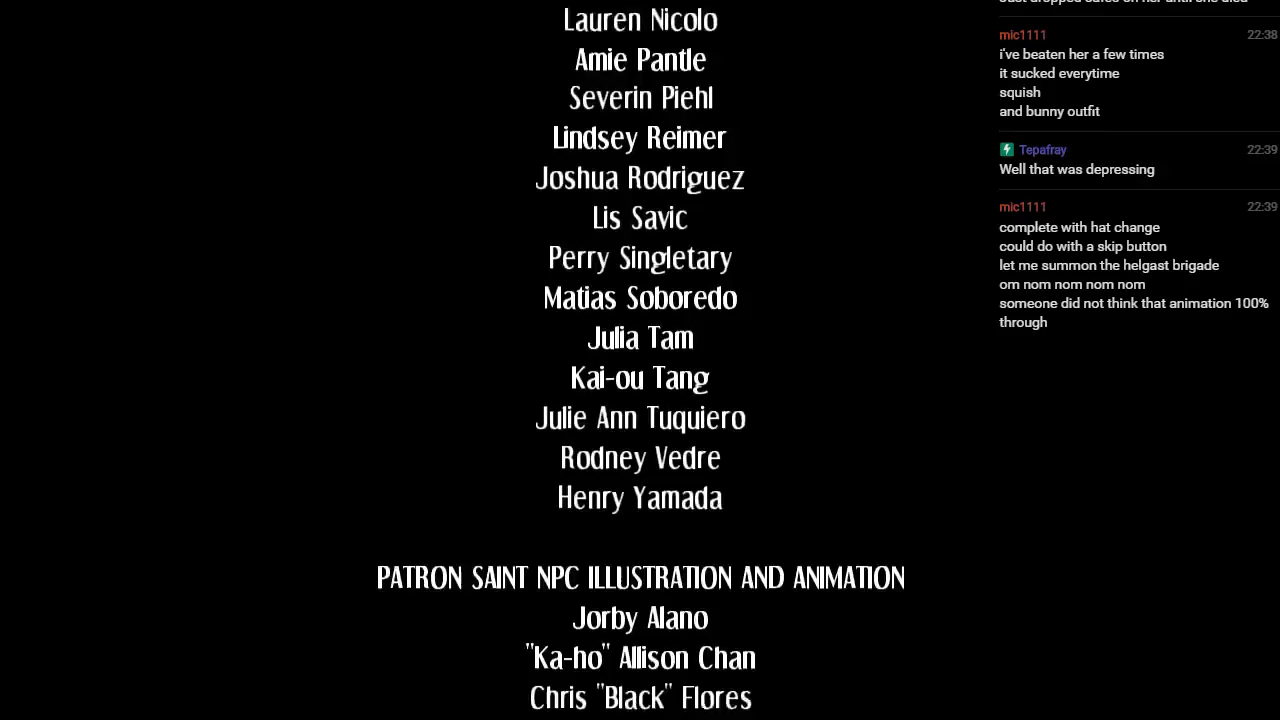 Lauren Nicolo
Amie Pantle
Severin Piehl
Lindsey Reimer
Joshua Rodriguez
Lis Savic
Perry Singletary
Matias Soboredo
Julia Tam
Kai-ou Tang
Julie Ann Tuquiero
Rodney Vedre
Henry Yamada
PATRON SAINT NPC ILLUSTRATION AND ANIMATION
Jorby Alano
"Ka-ho" Allison Chan
Chris "Black" Flores
mic1111 22:38
i've beaten her a few times
it sucked everytime
squish
and bunny outfit
Tepafray 22:39
Well that was depressing
mic1111 22:39
complete with hat change
could do with a skip button
let me summon the helgast brigade
om nom nom nom nom
someone did not think that animation 100%
through